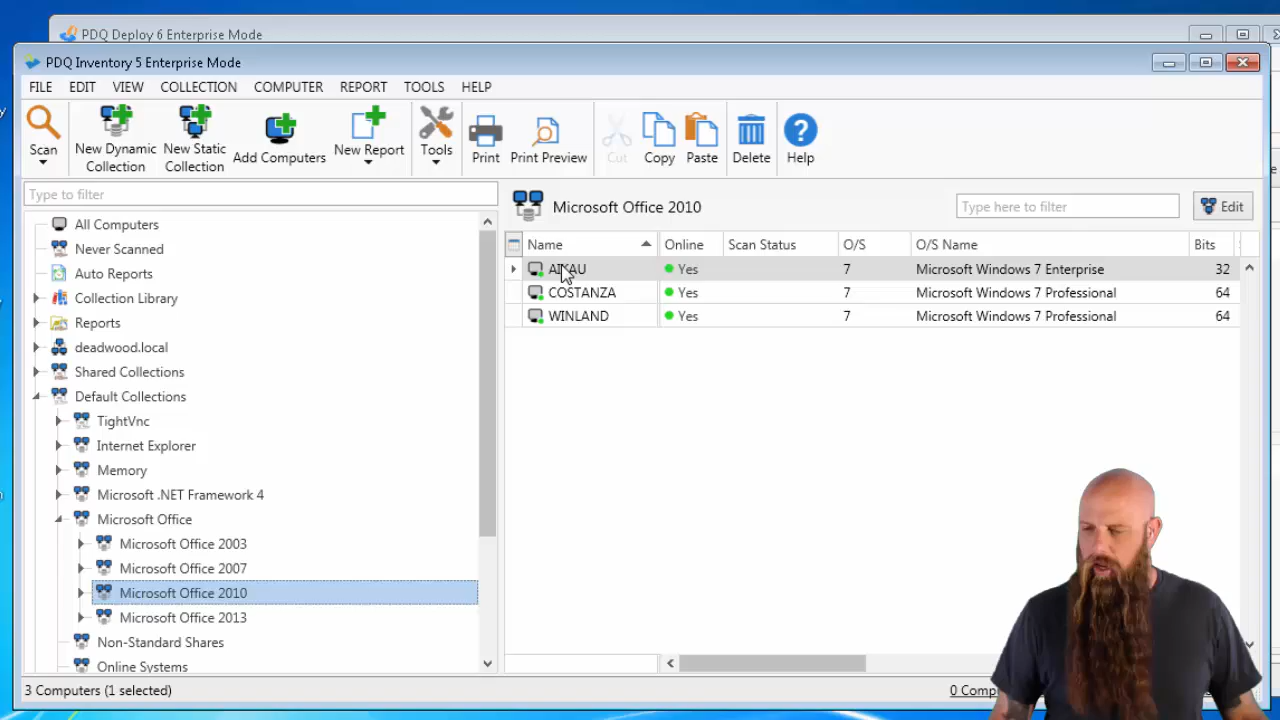 PDQ Deploy 6 Enterprise Mode
PDQ Inventory 5 Enterprise Mode
FILE EDIT VIEW COLLECTION COMPUTER REPORT TOOLS HELP
Scan
New Dynamic Collection
New Static Collection
Add Computers
New Report
Tools
Print
Print Preview
Cut
Copy
Paste
Delete
Help
Type to filter
All Computers
Never Scanned
Auto Reports
Collection Library
Reports
deadwood.local
Shared Collections
Default Collections
TightVnc
Internet Explorer
Memory
Microsoft .NET Framework 4
Microsoft Office
Microsoft Office 2003
Microsoft Office 2007
Microsoft Office 2010
Microsoft Office 2013
Non-Standard Shares
Online Systems
Microsoft Office 2010
Type here to filter
Edit
Name Online Scan Status O/S O/S Name Bits
Yes 7 Microsoft Windows 7 Enterprise 32
COSTANZA Yes 7 Microsoft Windows 7 Professional 64
WINLAND Yes 7 Microsoft Windows 7 Professional 64
3 Computers (1 selected)
0